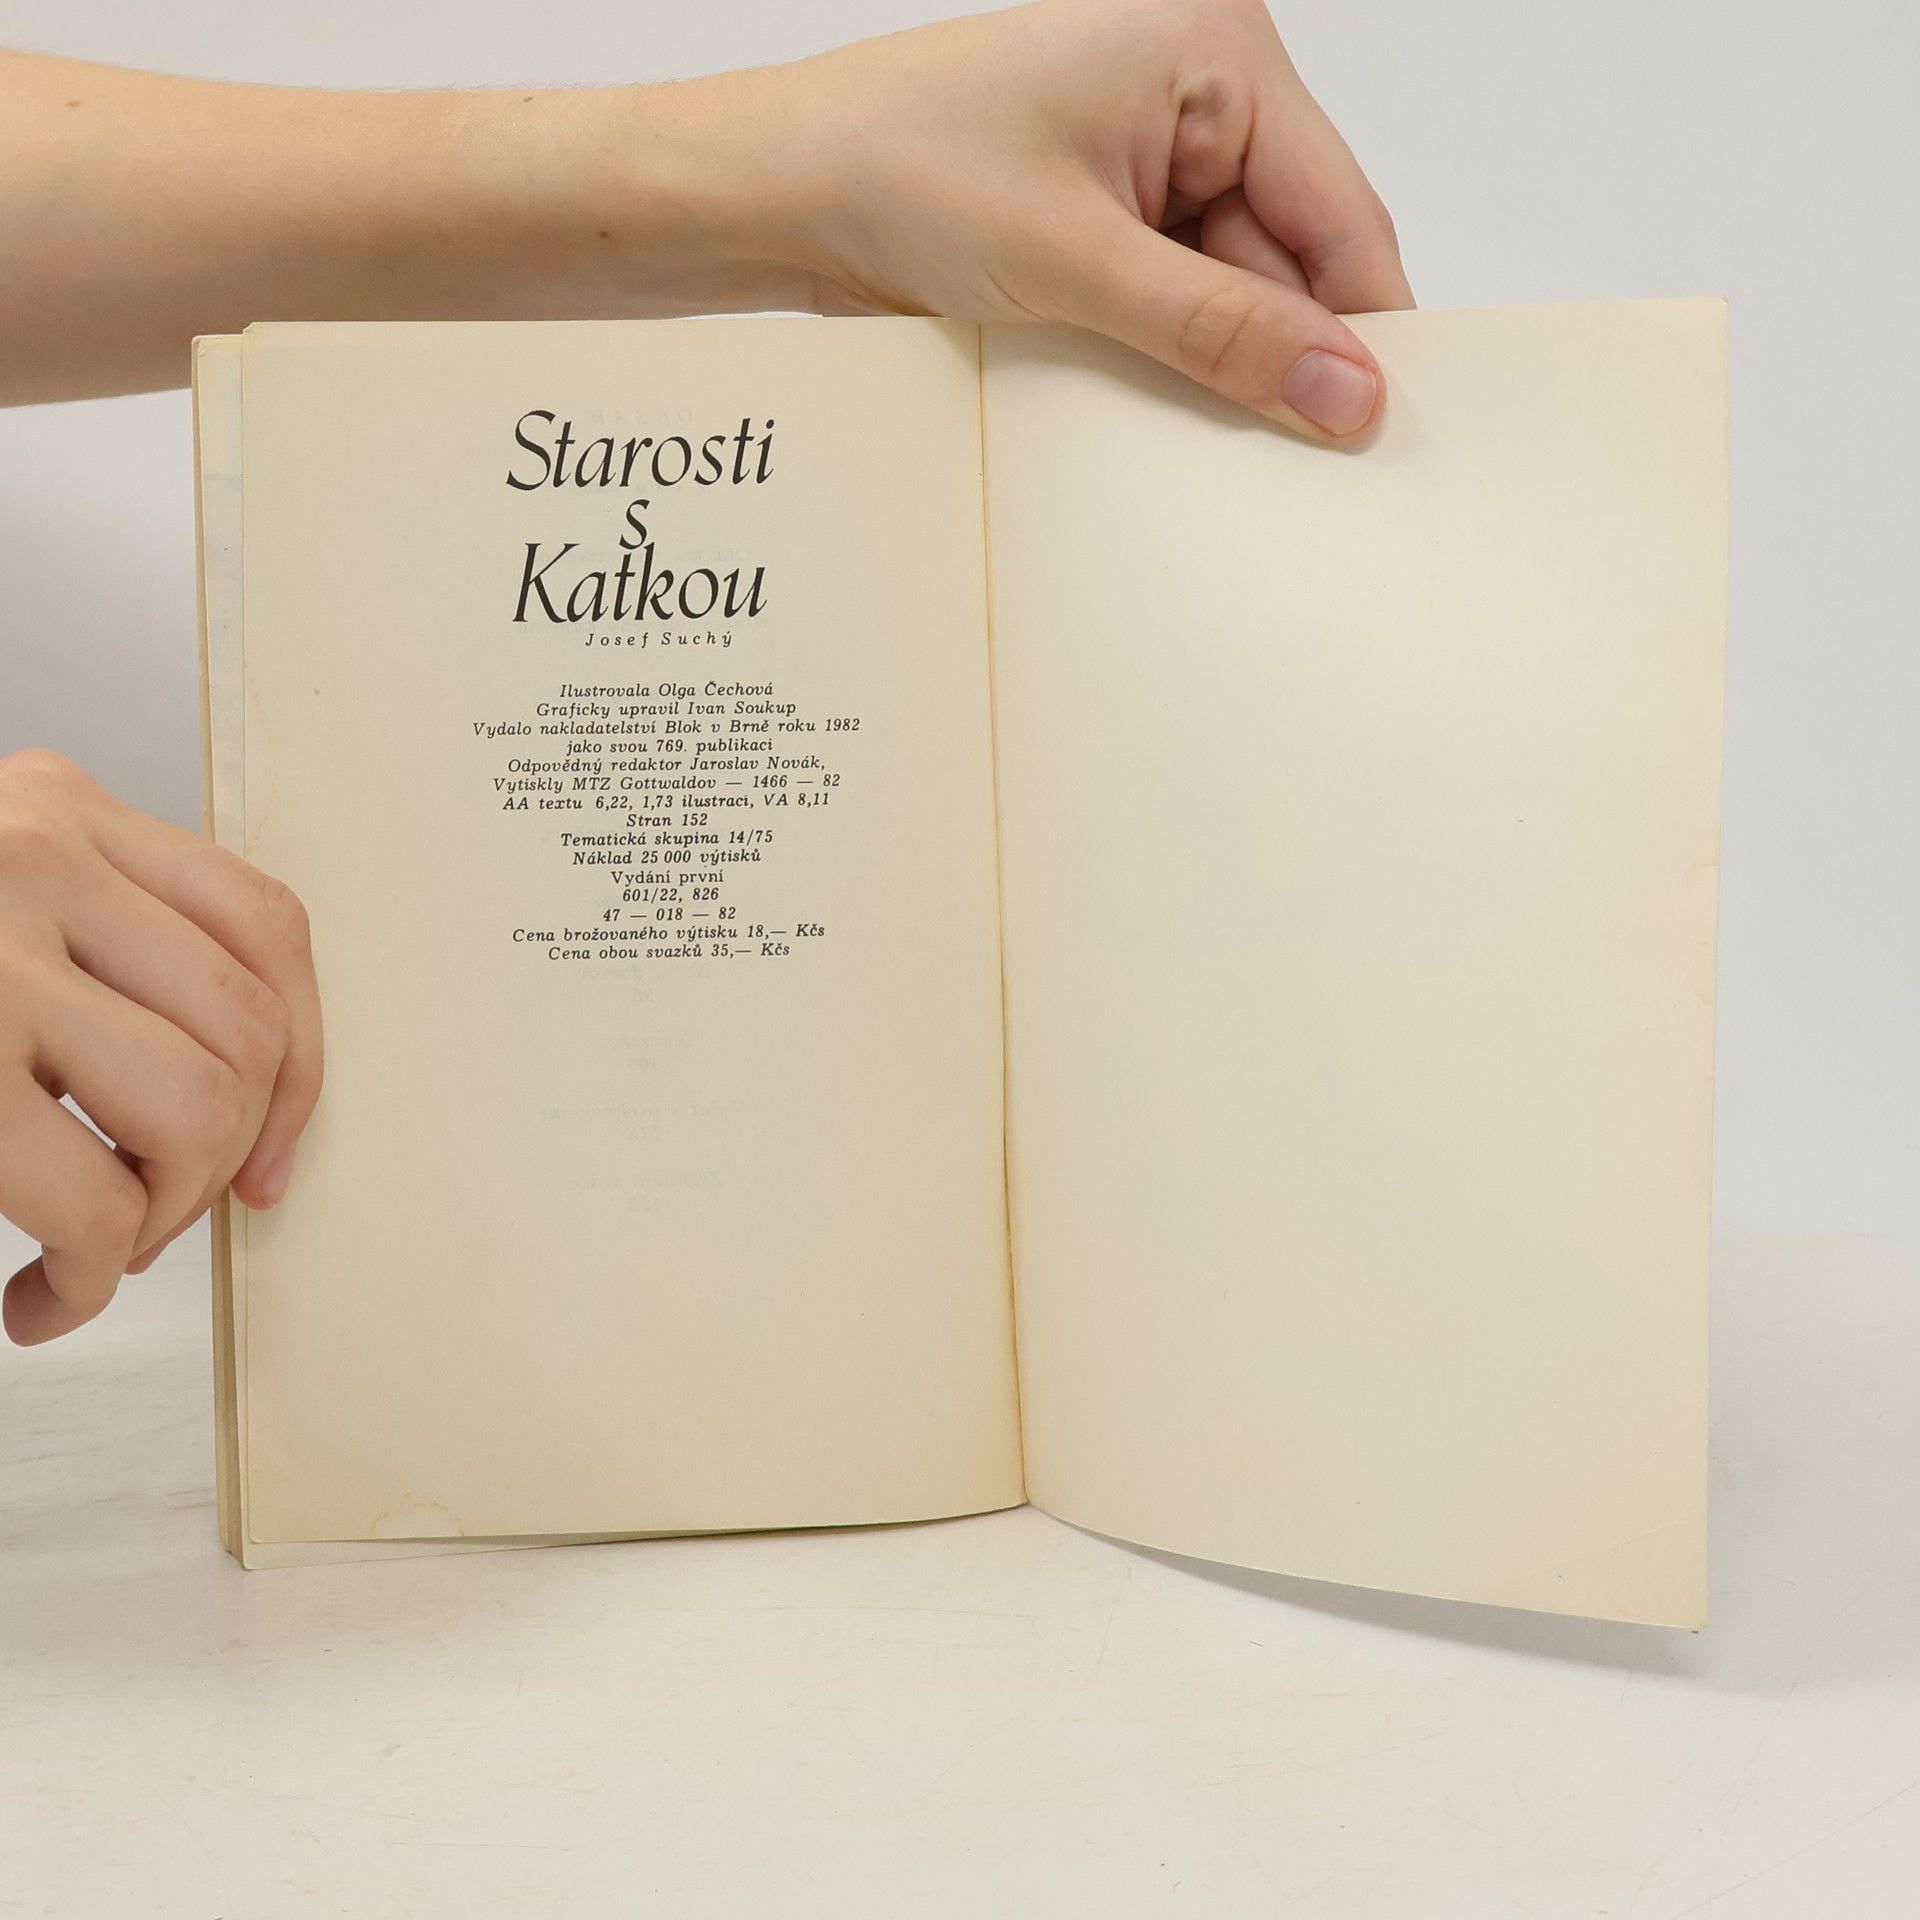 Starosti
s
Katkou
Josef Suchý
Ilustrovala Olga Čechová
Graficky upravil Ivan Soukup
Vydalo nakladatelství Blok v Brně roku 1982
jako svou 769. publikaci
Odpovědný redaktor Jaroslav Novák,
Vytiskly MTZ Gottwaldov — 1466 — 82
AA textu 6,22, 1,73 ilustrací, VA 8,11
Stran 152
Tematická skupina 14/75
Náklad 25 000 výtisků
Vydání první
601/22, 826
47 — 018 — 82
Cena brožovaného výtisku 18,— Kčs
Cena obou svazků 35,— Kčs